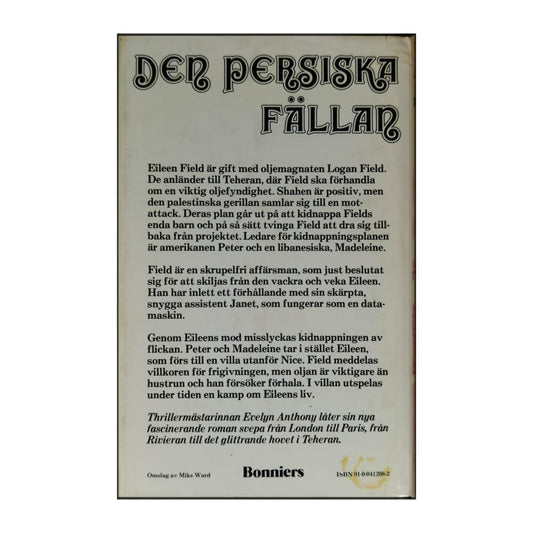 DEN PERSISKA
FÄLLAN
Eileen Field är gift med oljemagnaten Logan Field.
De anländer till Teheran, där Field ska förhandla
om en viktig oljefyndighet. Shahen är positiv, men
den palestinska gerillan samlar sig till en mot-
attack. Deras plan går ut på att kidnappa Fields
enda barn och på så sätt tvinga Field att dra sig till-
baka från projektet. Ledare för kidnappningsplanen
är amerikanen Peter och en libanesiska, Madeleine.
Field är en skrupelfri affärsman, som just beslutat
sig för att skiljas från den vackra och veka Eileen.
Han har inlett ett förhållande med sin skärpta,
snygga assistent Janet, som fungerar som en data-
maskin.
Genom Eileens mod misslyckas kidnappningen av
flickan. Peter och Madeleine tar i stället Eileen,
som förs till en villa utanför Nice. Field meddelas
villkoren för frigivningen, men oljan är viktigare än
hustrun och han försöker förhala. I villan utspelas
under tiden en kamp om Eileens liv.
Thrillermästarinnan Evelyn Anthony låter sin nya
fascinerande roman svepa från London till Paris, från
Rivieran till det glittrande hovet i Teheran.
Omslag av Mike Ward
Bonniers
ISBN 91-0-041208-2